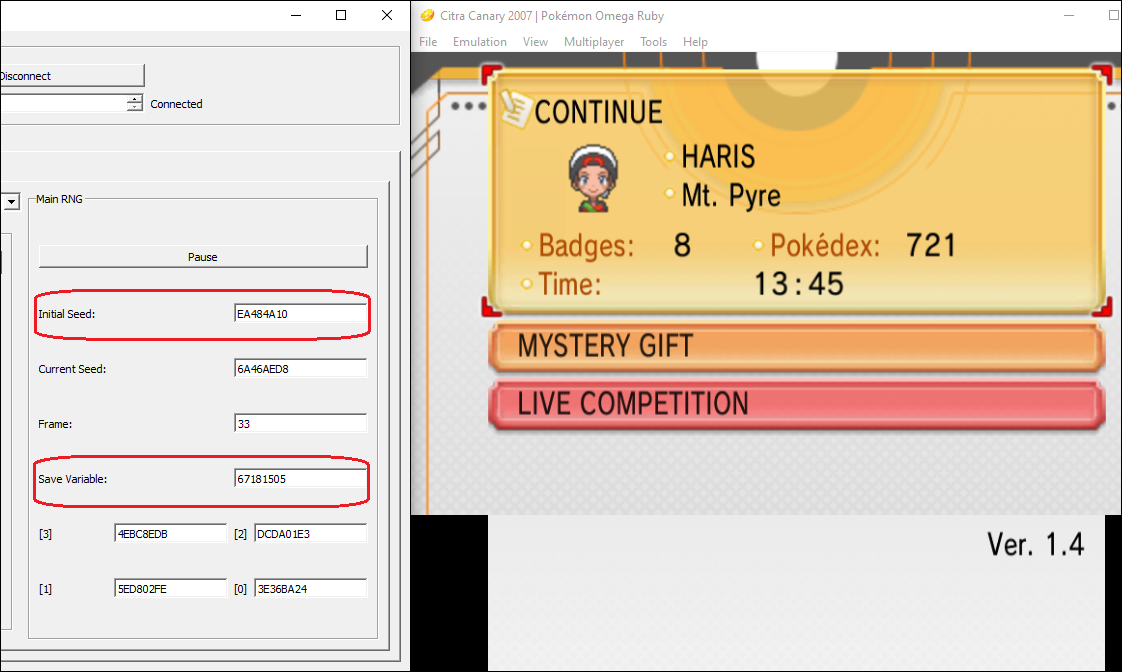 Disconnect
Connected
Main RNG
Pause
Initial Seed: EA484A10
Current Seed: 6A46AED8
Frame: 33
Save Variable: 67181505
[3] 4EBC8EDB [2] DCDA01E3
[1] 5ED802FE [0] 3E36BA24
Citra Canary 2007 | Pokémon Omega Ruby
File Emulation View Multiplayer Tools Help
CONTINUE
HARIS
Mt. Pyre
Badges: 8 Pokédex: 721
Time: 13:45
MYSTERY GIFT
LIVE COMPETITION
Ver. 1.4